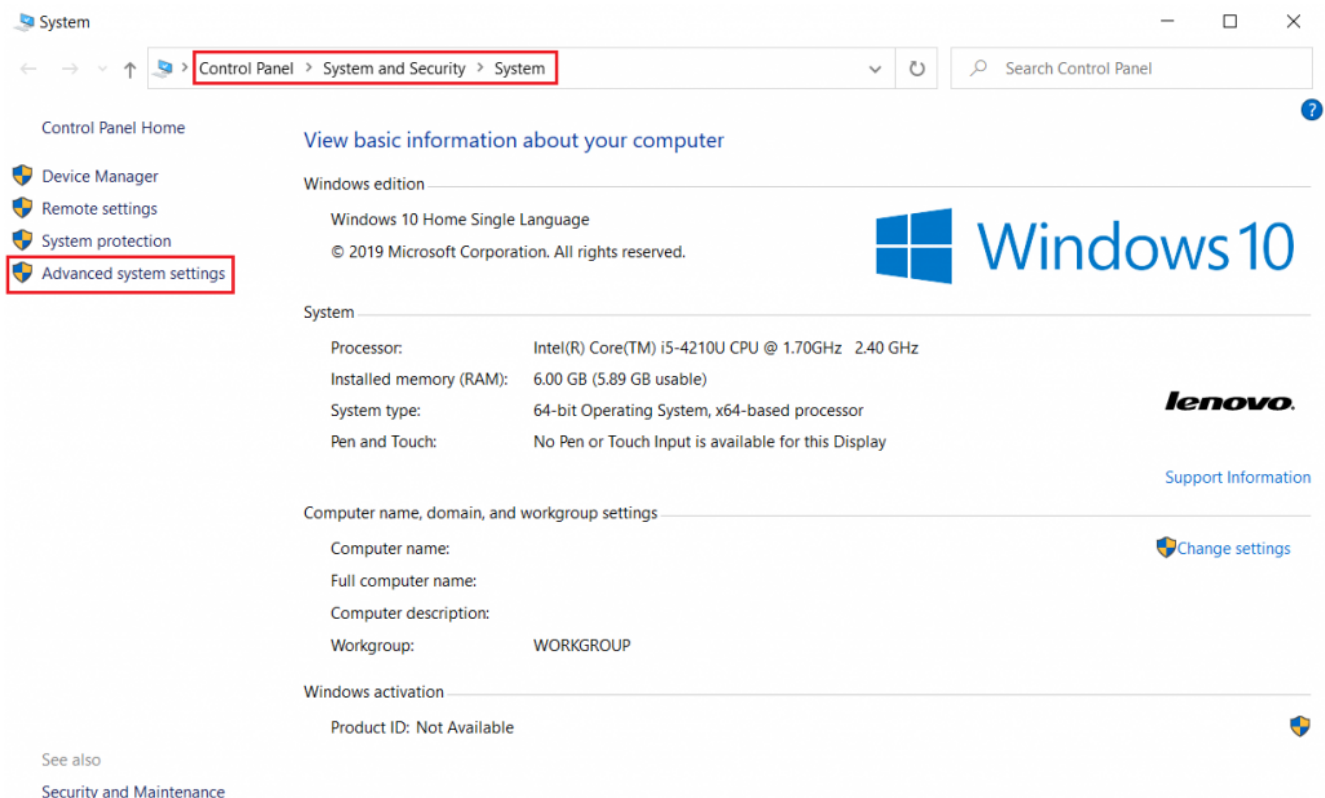 System
Control Panel > System and Security > System
Search Control Panel
?
Control Panel Home
Device Manager
Remote settings
System protection
Advanced system settings
See also
Security and Maintenance
View basic information about your computer
Windows edition
Windows 10 Home Single Language
© 2019 Microsoft Corporation. All rights reserved.
Windows 10
System
Processor: Intel(R) Core(TM) i5-4210U CPU @ 1.70GHz 2.40 GHz
Installed memory (RAM): 6.00 GB (5.89 GB usable)
System type: 64-bit Operating System, x64-based processor
Pen and Touch: No Pen or Touch Input is available for this Display
lenovo.
Support Information
Computer name, domain, and workgroup settings
Computer name:
Change settings
Full computer name:
Computer description:
Workgroup: WORKGROUP
Windows activation
Product ID: Not Available